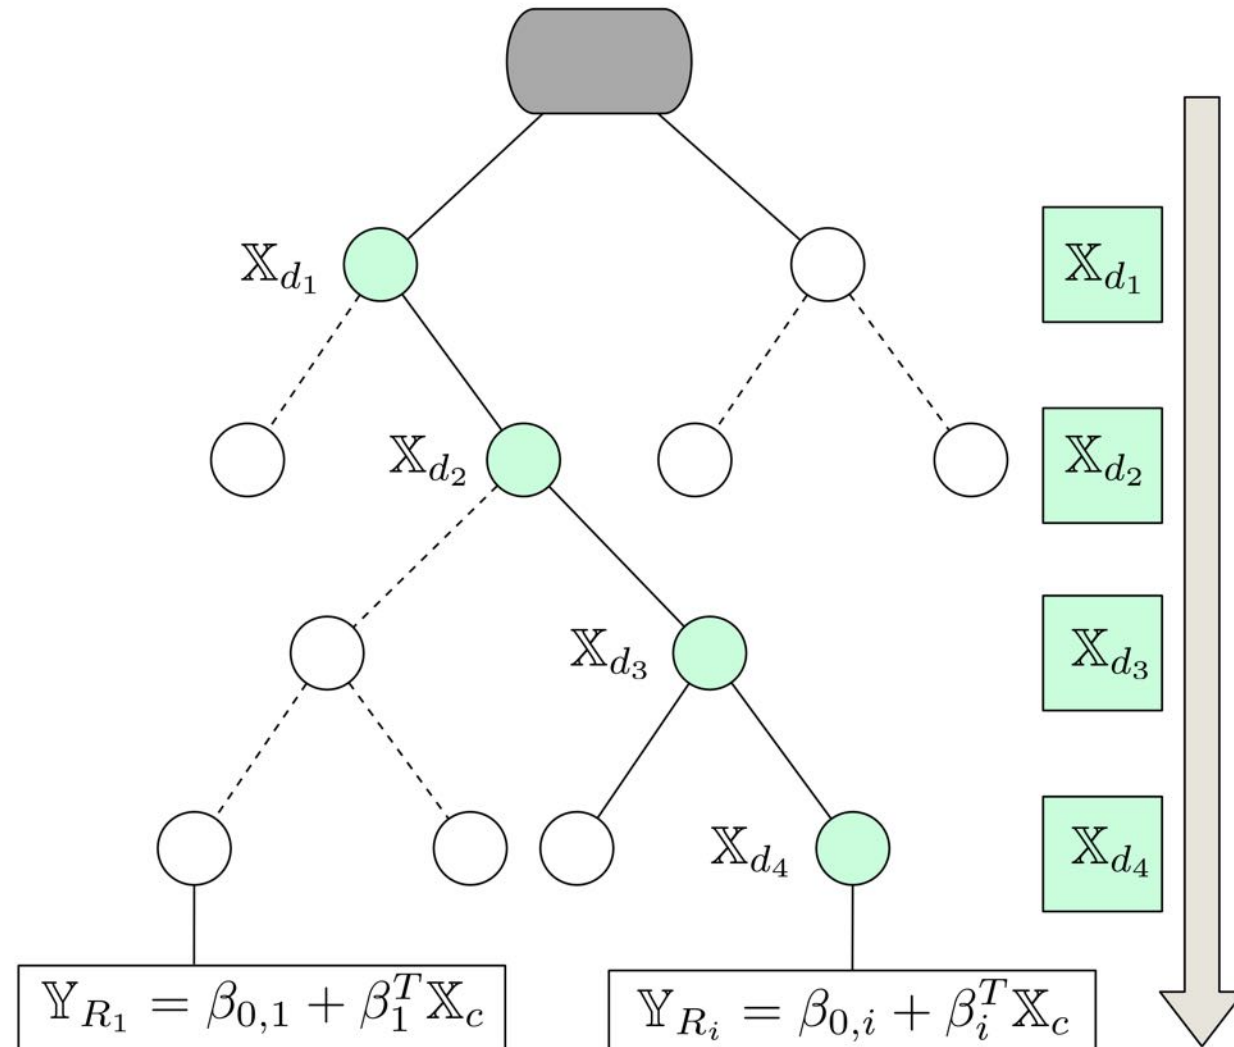 𝕏_{d_1}
𝕏_{d_1}
𝕏_{d_2}
𝕏_{d_2}
𝕏_{d_3}
𝕏_{d_3}
𝕏_{d_4}
𝕏_{d_4}
𝕐_{R_1} = β_{0,1} + β_1^T 𝕏_c
𝕐_{R_i} = β_{0,i} + β_i^T 𝕏_c